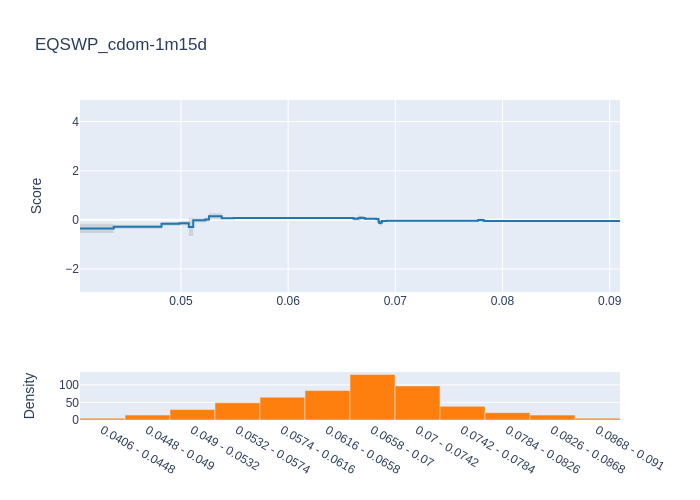 EQSWP_cdom-1m15d
Score
4
2
0
−2
0.05 0.06 0.07 0.08 0.09
Density
100
50
0
0.0406 - 0.0448
0.0448 - 0.049
0.049 - 0.0532
0.0532 - 0.0574
0.0574 - 0.0616
0.0616 - 0.0658
0.0658 - 0.07
0.07 - 0.0742
0.0742 - 0.0784
0.0784 - 0.0826
0.0826 - 0.0868
0.0868 - 0.091